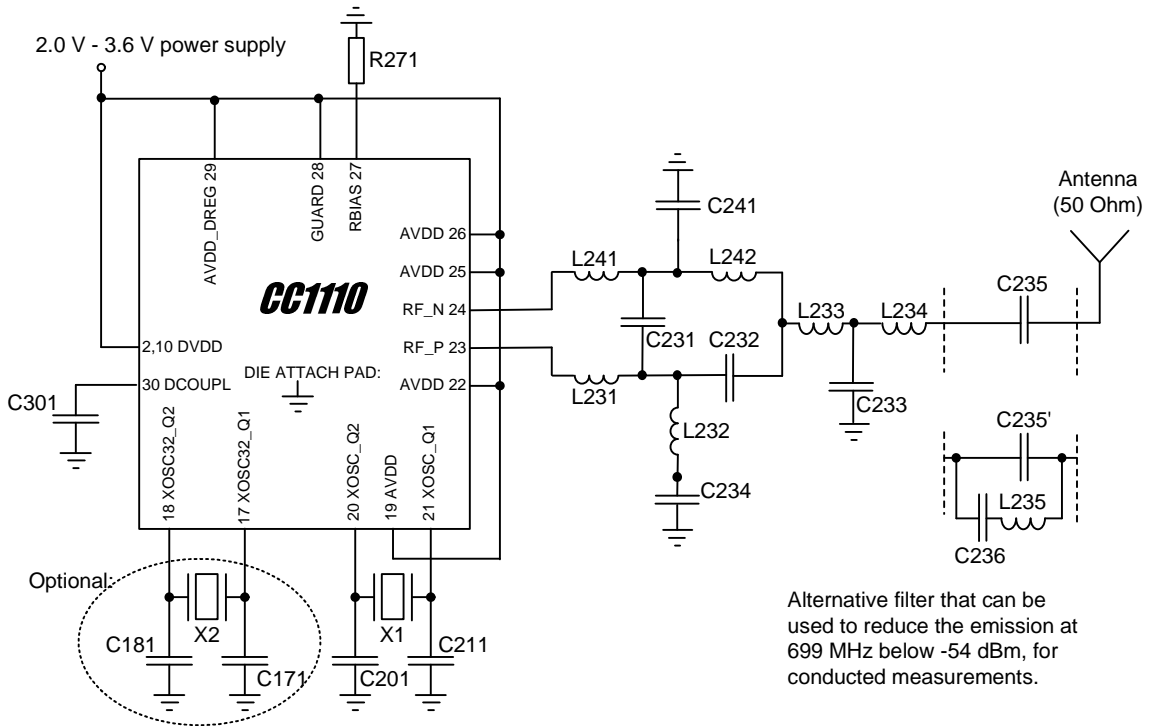 2.0 V - 3.6 V power supply
R271
AVDD_DREG 29
GUARD 28
RBIAS 27
C241
Antenna
(50 Ohm)
AVDD 26
AVDD 25
L241
L242
CC1110
RF_N 24
C235
L233
L234
C231
C232
2,10 DVDD
RF_P 23
DIE ATTACH PAD:
30 DCOUPL
AVDD 22
L231
C301
C233
L232
C235'
18 XOSC32_Q2
17 XOSC32_Q1
20 XOSC_Q2
19 AVDD
21 XOSC_Q1
C234
L235
C236
Optional:
X2
X1
C181
C171
C201
C211
Alternative filter that can be
used to reduce the emission at
699 MHz below -54 dBm, for
conducted measurements.